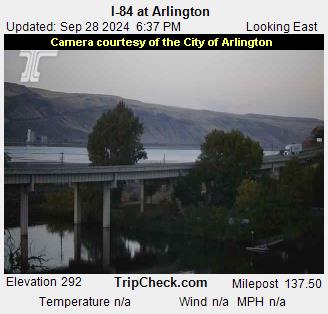 I-84 at Arlington
Updated: Sep 28 2024 6:37 PM Looking East
Camera courtesy of the City of Arlington
Elevation 292 TripCheck.com Milepost 137.50
Temperature n/a Wind n/a MPH n/a